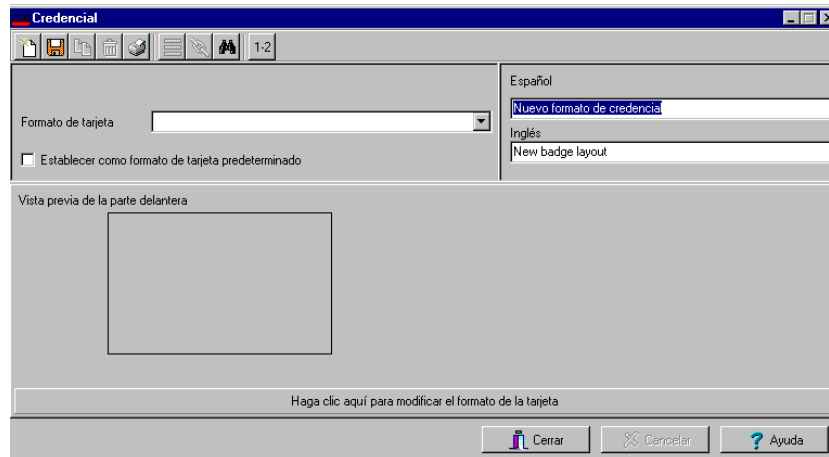 Credencial
1-2
Español
Nuevo formato de credencial
Formato de tarjeta
Inglés
New badge layout
Establecer como formato de tarjeta predeterminado
Vista previa de la parte delantera
Haga clic aquí para modificar el formato de la tarjeta
Cerrar
Cancelar
Ayuda